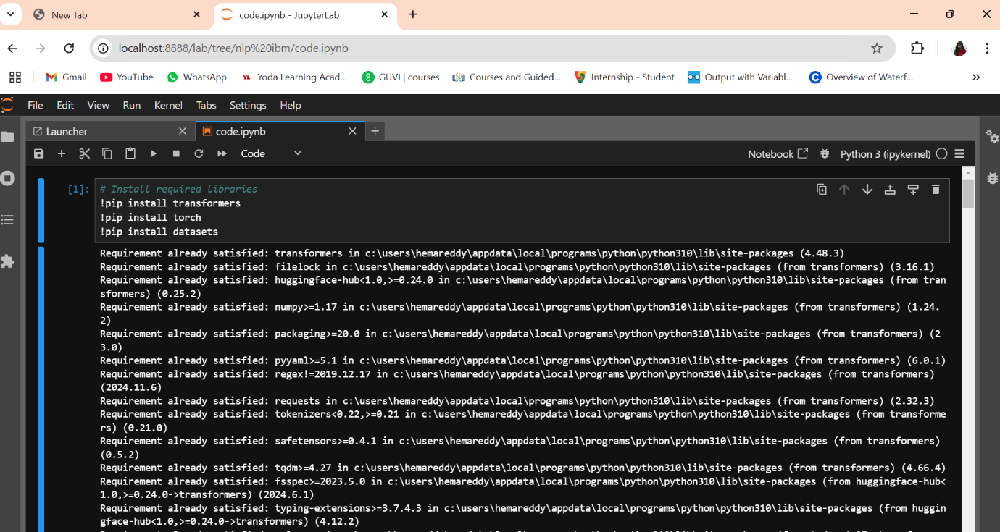 New Tab
code.ipynb - JupyterLab
localhost:8888/lab/tree/nlp%20ibm/code.ipynb
Gmail
YouTube
WhatsApp
YL Yoda Learning Acad...
GUVI | courses
Courses and Guided...
Internship - Student
Output with Variabl...
Overview of Waterf...
File Edit View Run Kernel Tabs Settings Help
Launcher
code.ipynb
Code
Notebook
Python 3 (ipykernel)
[1]: # Install required libraries
!pip install transformers
!pip install torch
!pip install datasets
Requirement already satisfied: transformers in c:\users\hemareddy\appdata\local\programs\python\python310\lib\site-packages (4.48.3)
Requirement already satisfied: filelock in c:\users\hemareddy\appdata\local\programs\python\python310\lib\site-packages (from transformers) (3.16.1)
Requirement already satisfied: huggingface-hub<1.0,>=0.24.0 in c:\users\hemareddy\appdata\local\programs\python\python310\lib\site-packages (from tran
sformers) (0.25.2)
Requirement already satisfied: numpy>=1.17 in c:\users\hemareddy\appdata\local\programs\python\python310\lib\site-packages (from transformers) (1.24.
2)
Requirement already satisfied: packaging>=20.0 in c:\users\hemareddy\appdata\local\programs\python\python310\lib\site-packages (from transformers) (2
3.0)
Requirement already satisfied: pyyaml>=5.1 in c:\users\hemareddy\appdata\local\programs\python\python310\lib\site-packages (from transformers) (6.0.1)
Requirement already satisfied: regex!=2019.12.17 in c:\users\hemareddy\appdata\local\programs\python\python310\lib\site-packages (from transformers)
(2024.11.6)
Requirement already satisfied: requests in c:\users\hemareddy\appdata\local\programs\python\python310\lib\site-packages (from transformers) (2.32.3)
Requirement already satisfied: tokenizers<0.22,>=0.21 in c:\users\hemareddy\appdata\local\programs\python\python310\lib\site-packages (from transforme
rs) (0.21.0)
Requirement already satisfied: safetensors>=0.4.1 in c:\users\hemareddy\appdata\local\programs\python\python310\lib\site-packages (from transformers)
(0.5.2)
Requirement already satisfied: tqdm>=4.27 in c:\users\hemareddy\appdata\local\programs\python\python310\lib\site-packages (from transformers) (4.66.4)
Requirement already satisfied: fsspec>=2023.5.0 in c:\users\hemareddy\appdata\local\programs\python\python310\lib\site-packages (from huggingface-hub<
1.0,>=0.24.0->transformers) (2024.6.1)
Requirement already satisfied: typing-extensions>=3.7.4.3 in c:\users\hemareddy\appdata\local\programs\python\python310\lib\site-packages (from huggin
gface-hub<1.0,>=0.24.0->transformers) (4.12.2)